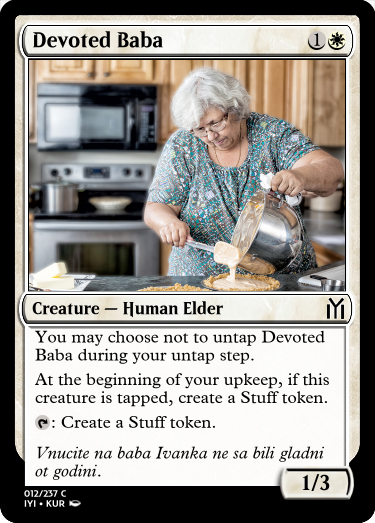 Devoted Baba 1
Creature — Human Elder
You may choose not to untap Devoted
Baba during your untap step.
At the beginning of your upkeep, if this
creature is tapped, create a Stuff token.
: Create a Stuff token.
Vnucite na baba Ivanka ne sa bili gladni
ot godini.
1/3
012/237 C
IYI • KUR